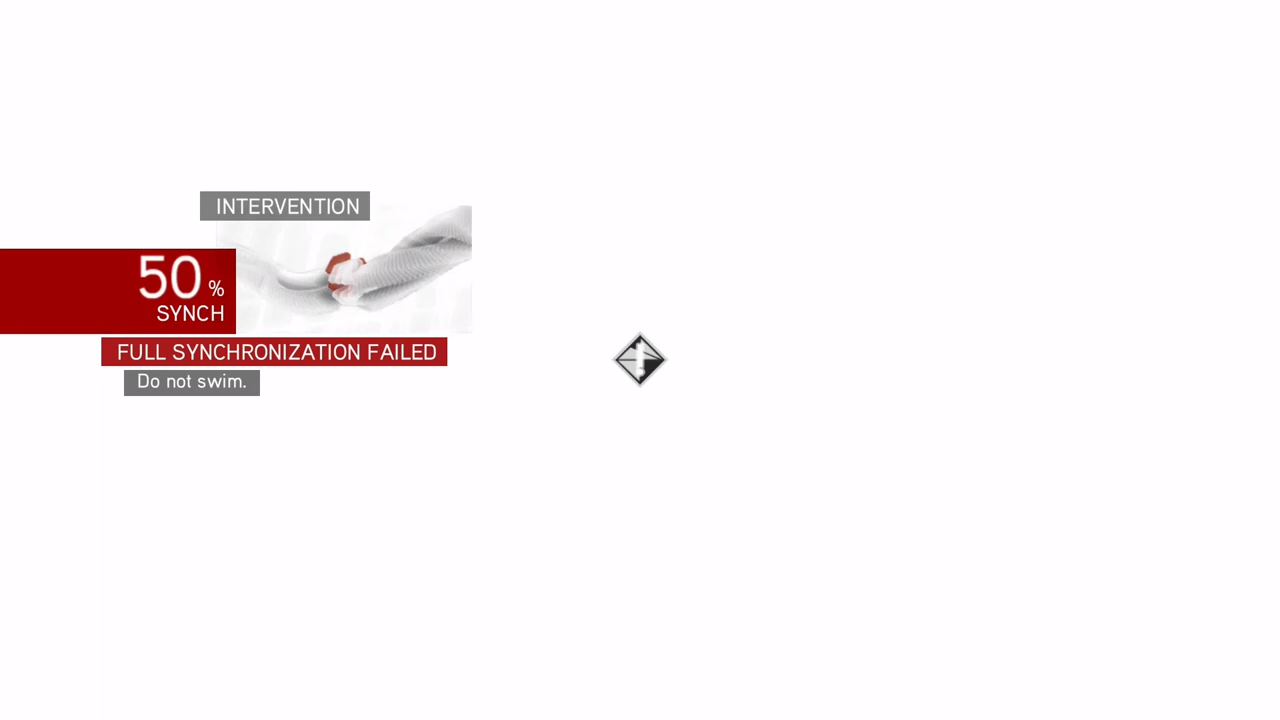 INTERVENTION
50 %
SYNCH
FULL SYNCHRONIZATION FAILED
Do not swim.